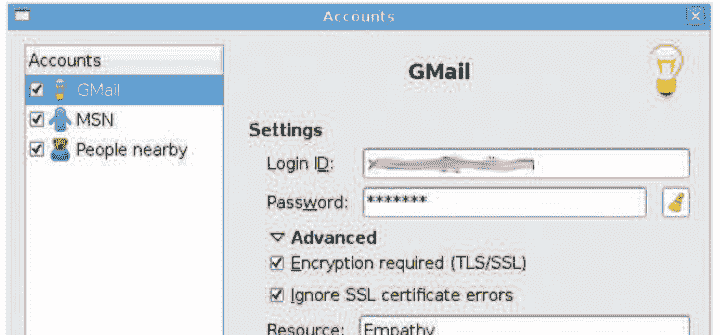 Accounts
Accounts
GMail
MSN
People nearby
GMail
Settings
Login ID:
Password: *******
Advanced
Encryption required (TLS/SSL)
Ignore SSL certificate errors
Resource: Empathy